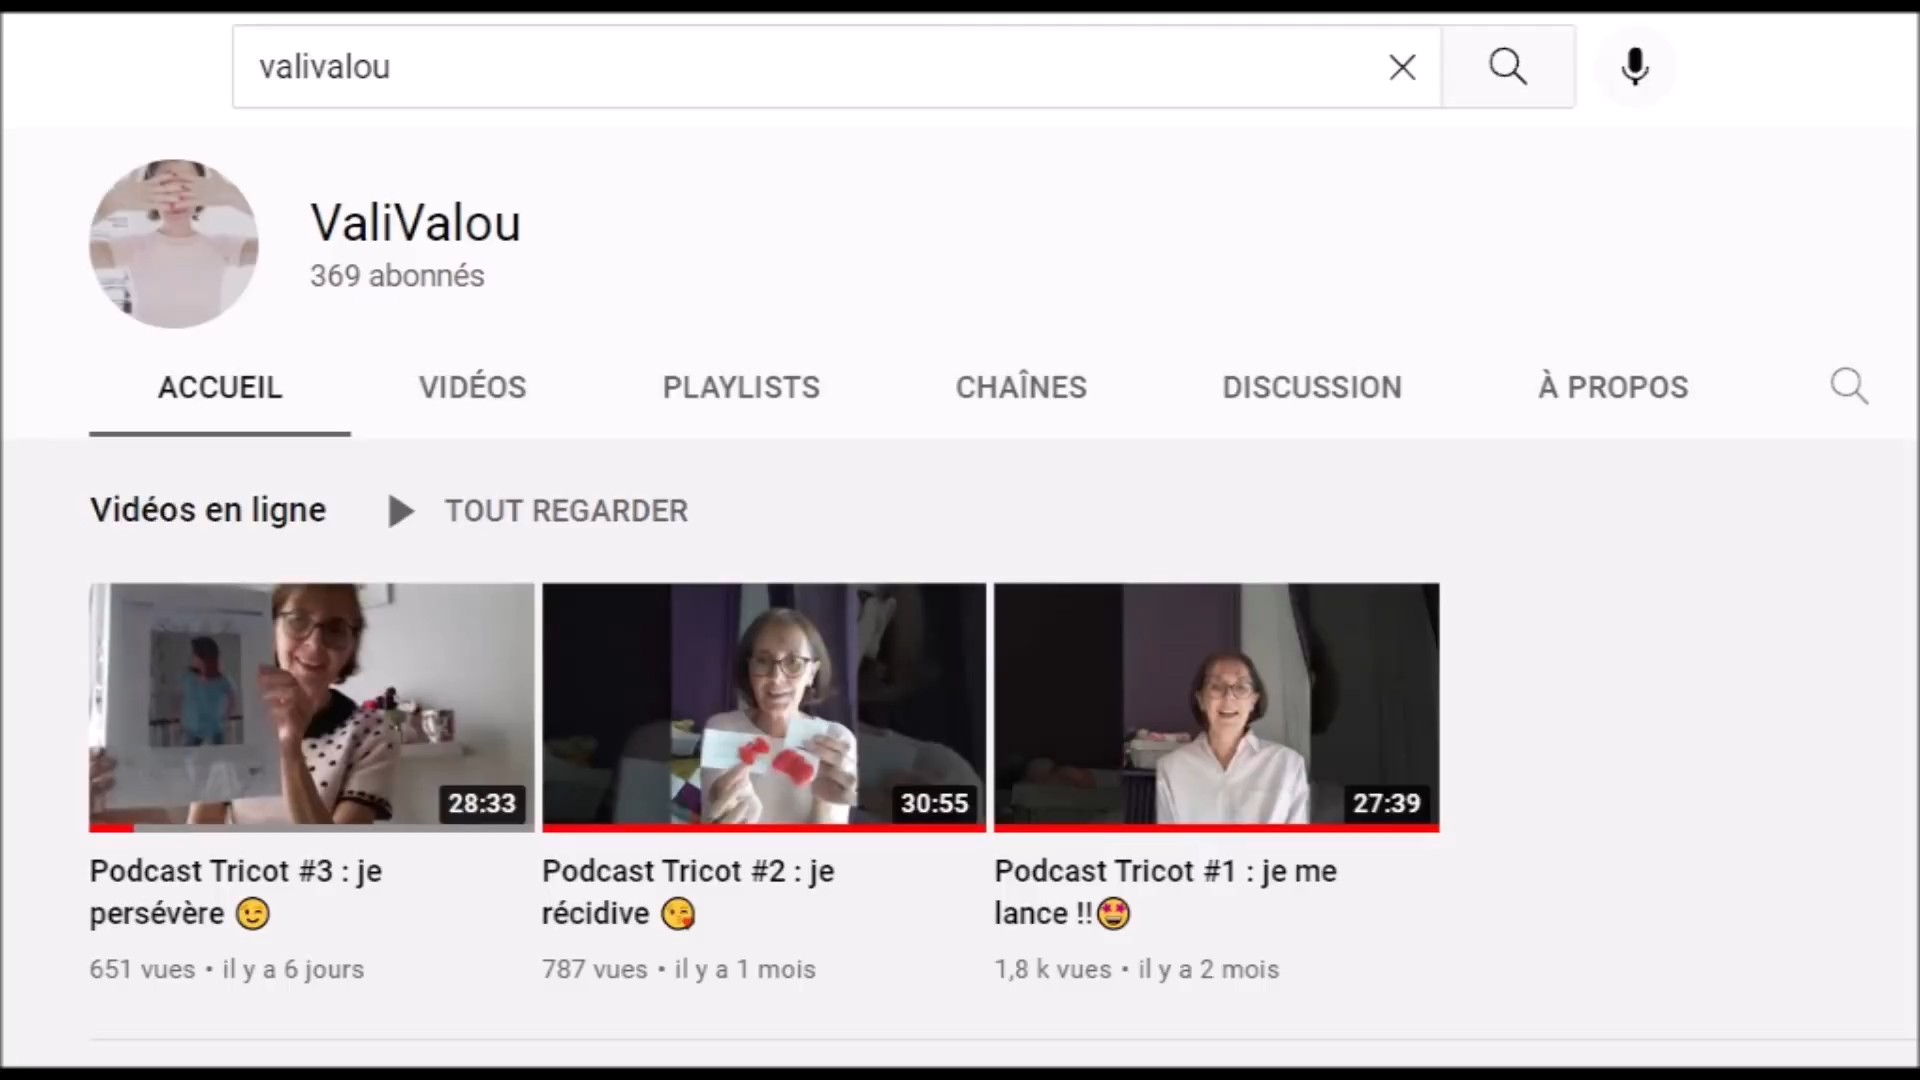 valivalou
ValiValou
369 abonnés
ACCUEIL VIDÉOS PLAYLISTS CHAÎNES DISCUSSION À PROPOS
Vidéos en ligne TOUT REGARDER
28:33 30:55 27:39
Podcast Tricot #3 : je
persévère 😉
651 vues • il y a 6 jours
Podcast Tricot #2 : je
récidive 😘
787 vues • il y a 1 mois
Podcast Tricot #1 : je me
lance !!🤩
1,8 k vues • il y a 2 mois